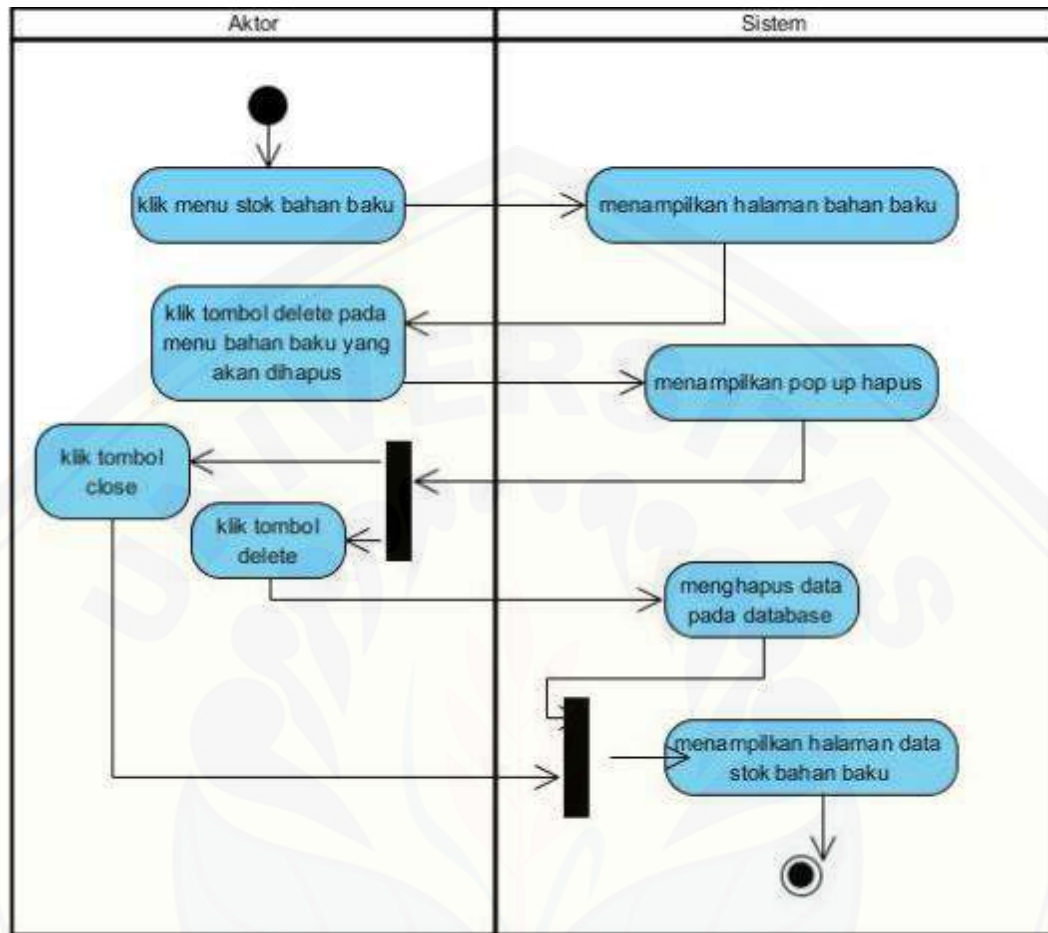 Aktor
Sistem
klik menu stok bahan baku
menampilkan halaman bahan baku
klik tombol delete pada
menu bahan baku yang
akan dihapus
menampilkan pop up hapus
klik tombol
close
klik tombol
delete
menghapus data
pada database
menampilkan halaman data
stok bahan baku
UNIVERSITAS